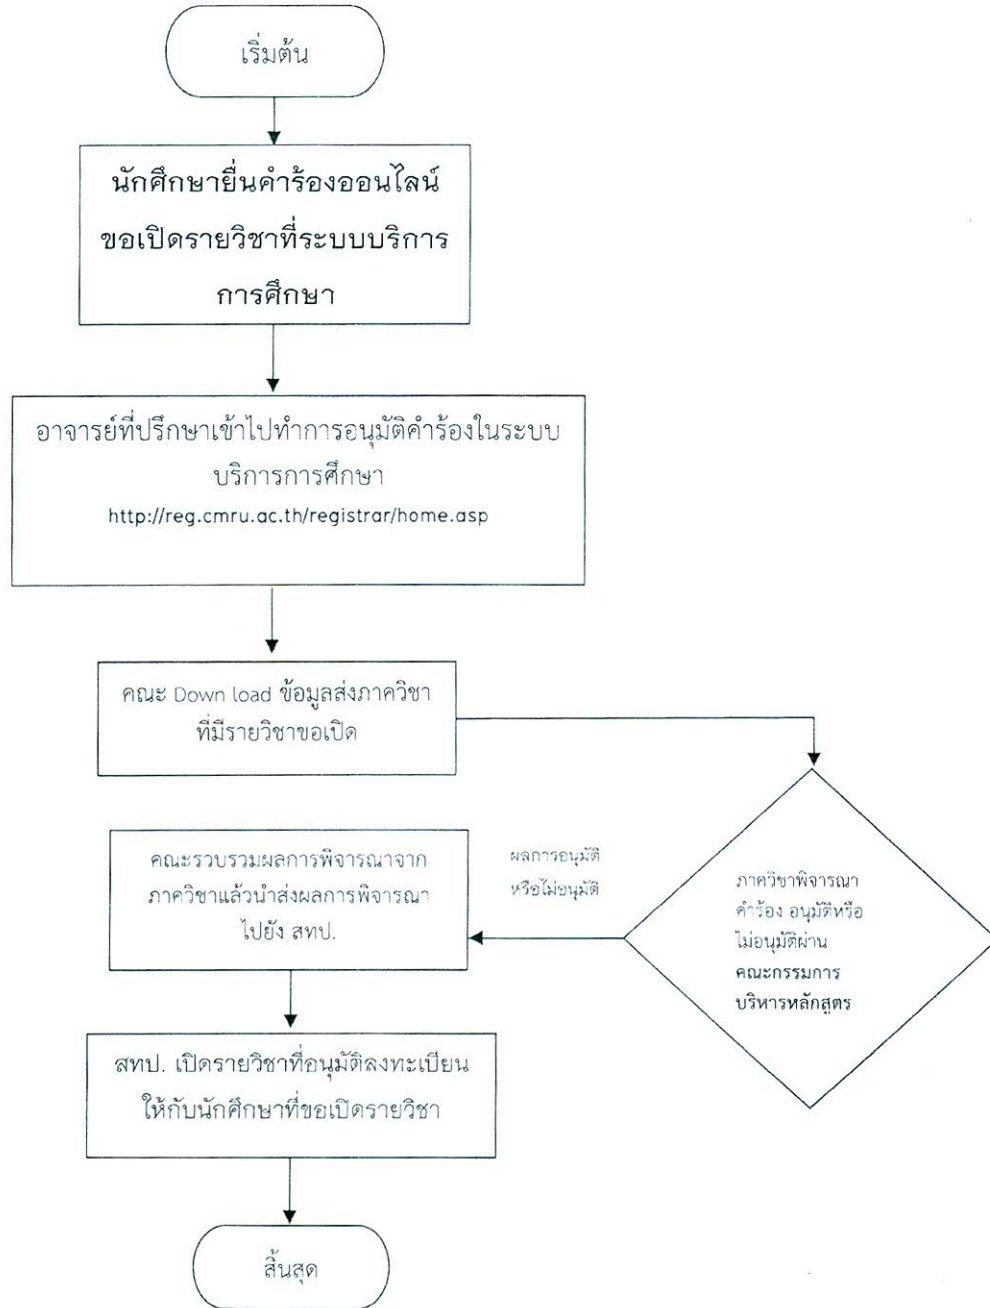 เริ่มต้น
นักศึกษายื่นคำร้องออนไลน์
ขอเปิดรายวิชาที่ระบบบริการ
การศึกษา
อาจารย์ที่ปรึกษาเข้าไปทำการอนุมัติคำร้องในระบบ
บริการการศึกษา
http://reg.cmru.ac.th/registrar/home.asp
คณะ Down load ข้อมูลส่งภาควิชา
ที่มีรายวิชาขอเปิด
ภาควิชาพิจารณา
คำร้อง อนุมัติหรือ
ไม่อนุมัติผ่าน
คณะกรรมการ
บริหารหลักสูตร
ผลการอนุมัติ
หรือไม่อนุมัติ
คณะรวบรวมผลการพิจารณาจาก
ภาควิชาแล้วนำส่งผลการพิจารณา
ไปยัง สทป.
สทป. เปิดรายวิชาที่อนุมัติลงทะเบียน
ให้กับนักศึกษาที่ขอเปิดรายวิชา
สิ้นสุด